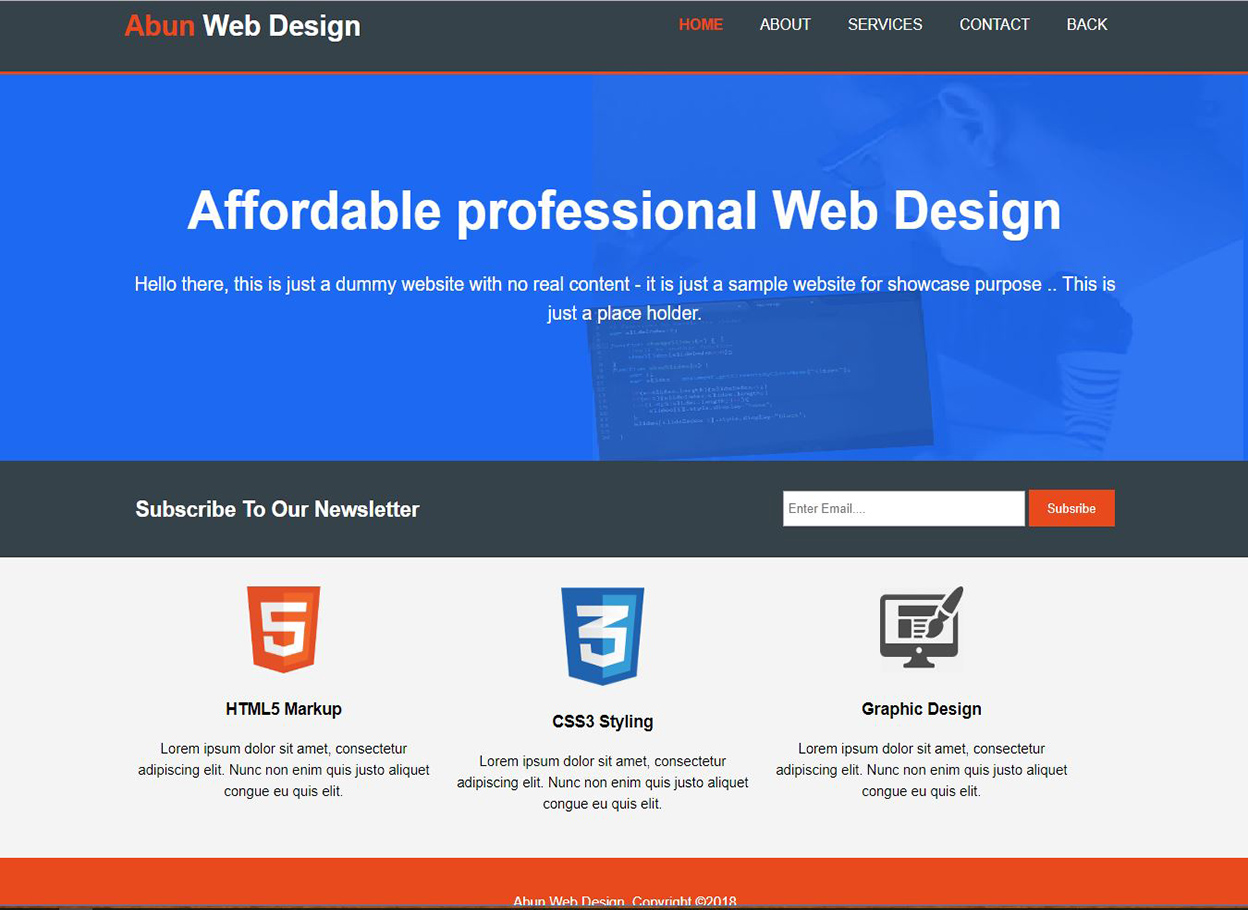 Abun Web Design
HOME ABOUT SERVICES CONTACT BACK
Affordable professional Web Design
Hello there, this is just a dummy website with no real content - it is just a sample website for showcase purpose .. This is
just a place holder.
Subscribe To Our Newsletter
Enter Email....
Subsribe
5
HTML5 Markup
Lorem ipsum dolor sit amet, consectetur
adipiscing elit. Nunc non enim quis justo aliquet
congue eu quis elit.
3
CSS3 Styling
Lorem ipsum dolor sit amet, consectetur
adipiscing elit. Nunc non enim quis justo aliquet
congue eu quis elit.
Graphic Design
Lorem ipsum dolor sit amet, consectetur
adipiscing elit. Nunc non enim quis justo aliquet
congue eu quis elit.
Abun Web Design, Copyright ©2018